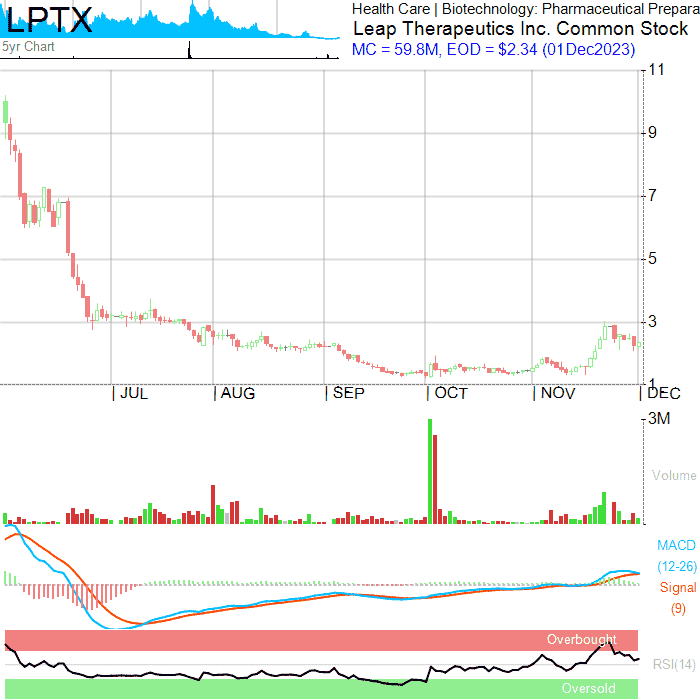 LPTX
5yr Chart
Health Care | Biotechnology: Pharmaceutical Prepara
Leap Therapeutics Inc. Common Stock
MC = 59.8M, EOD = $2.34 (01Dec2023)
11
9
7
5
3
1
JUL
AUG
SEP
OCT
NOV
DEC
3M
Volume
MACD
(12-26)
Signal
(9)
Overbought
RSI(14)
Oversold